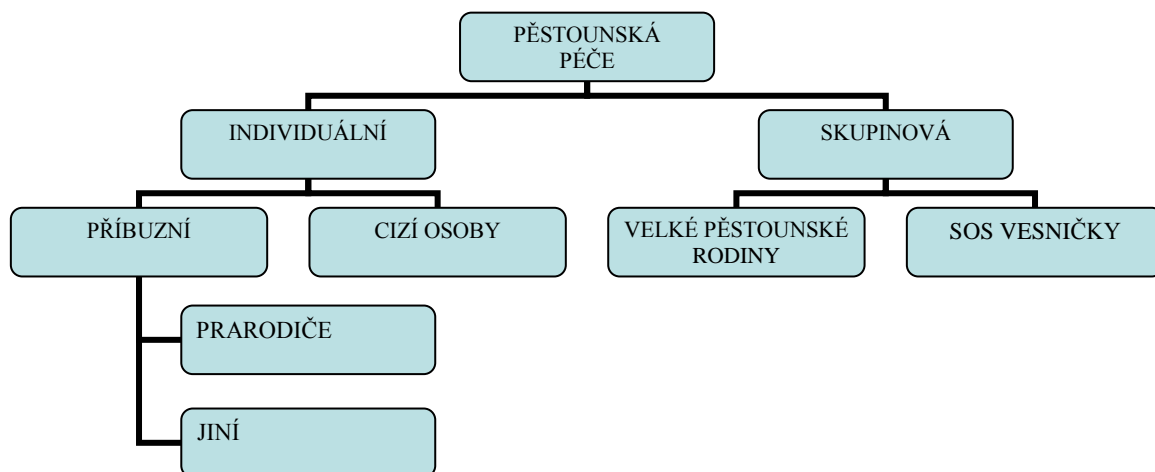 PĚSTOUNSKÁ
PÉČE
INDIVIDUÁLNÍ
SKUPINOVÁ
PŘÍBUZNÍ
CIZÍ OSOBY
VELKÉ PĚSTOUNSKÉ
RODINY
SOS VESNIČKY
PRARODIČE
JINÍ